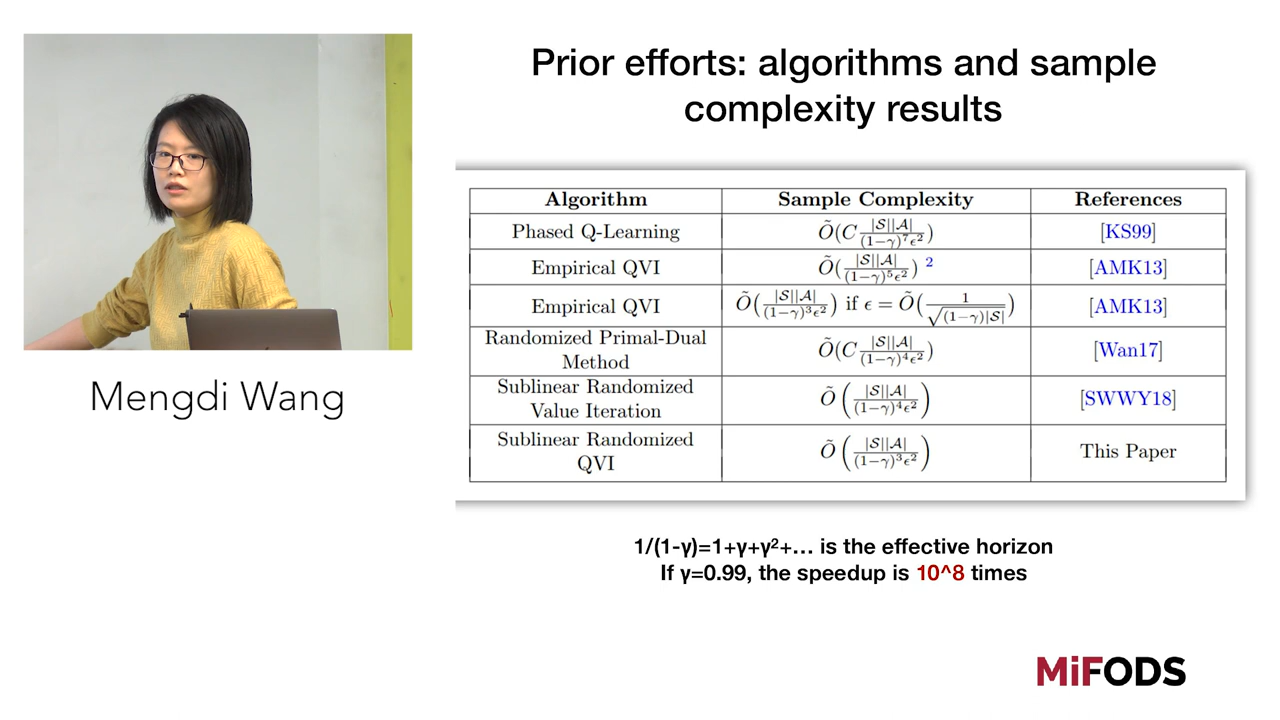 Prior efforts: algorithms and sample
complexity results
Algorithm Sample Complexity References
Phased Q-Learning Õ(C |S||A| / (1−γ)^7 ϵ^2) [KS99]
Empirical QVI Õ(|S||A| / (1−γ)^5 ϵ^2) 2 [AMK13]
Empirical QVI Õ(|S||A| / (1−γ)^3 ϵ^2) if ϵ = Õ(1 / √((1−γ)|S|)) [AMK13]
Randomized Primal-Dual
Method Õ(C |S||A| / (1−γ)^4 ϵ^2) [Wan17]
Sublinear Randomized
Value Iteration Õ(|S||A| / (1−γ)^4 ϵ^2) [SWWY18]
Sublinear Randomized
QVI Õ(|S||A| / (1−γ)^3 ϵ^2) This Paper
1/(1-γ)=1+γ+γ²+… is the effective horizon
If γ=0.99, the speedup is 10^8 times
Mengdi Wang
MiFODS